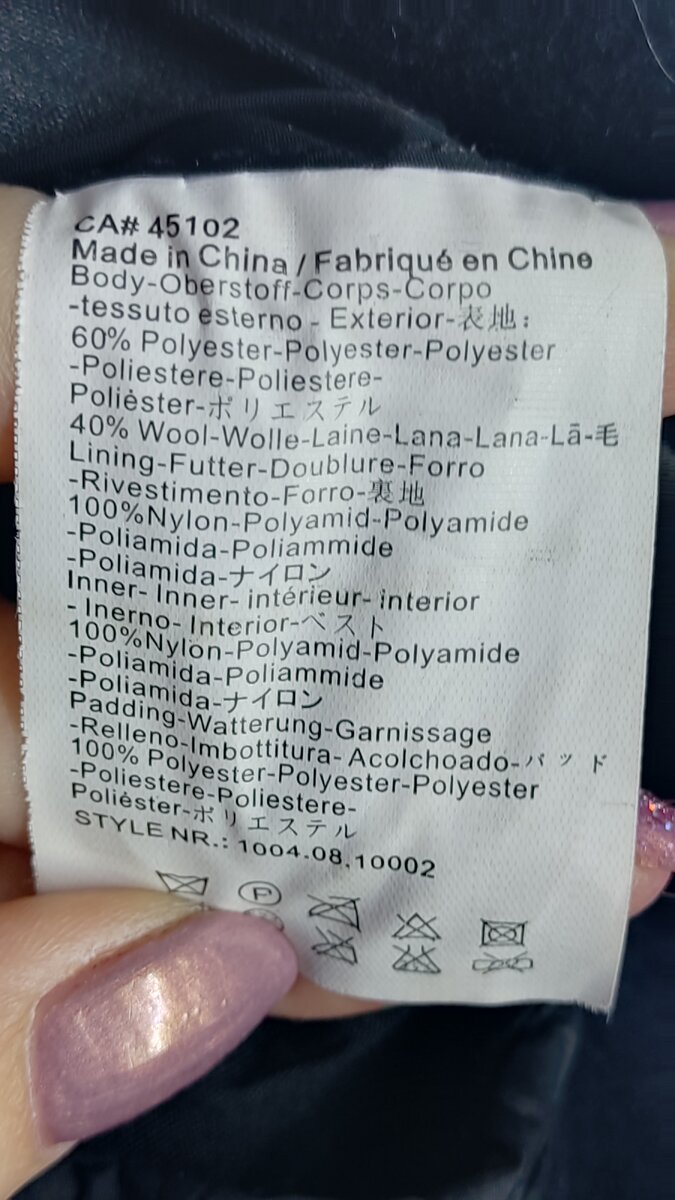 CA# 45102
Made in China / Fabriqué en Chine
Body-Oberstoff-Corps-Corpo
-tessuto esterno - Exterior-表地:
60% Polyester-Polyester-Polyester
-Poliestere-Poliestere-
Poliėster-ポリエステル
40% Wool-Wolle-Laine-Lana-Lana-Lā-毛
Lining-Futter-Doublure-Forro
-Rivestimento-Forro-裏地
100%Nylon-Polyamid-Polyamide
-Poliamida-Poliammide
-Poliamida-ナイロン
Inner- Inner- intérieur- interior
- Inerno- Interior-ベスト
100%Nylon-Polyamid-Polyamide
-Poliamida-Poliammide
-Poliamida-ナイロン
Padding-Watterung-Garnissage
-Relleno-Imbottitura- Acolchoado-パッド
100% Polyester-Polyester-Polyester
-Poliestere-Poliestere-
Poliėster-ポリエステル
STYLE NR.: 1004.08.10002
P